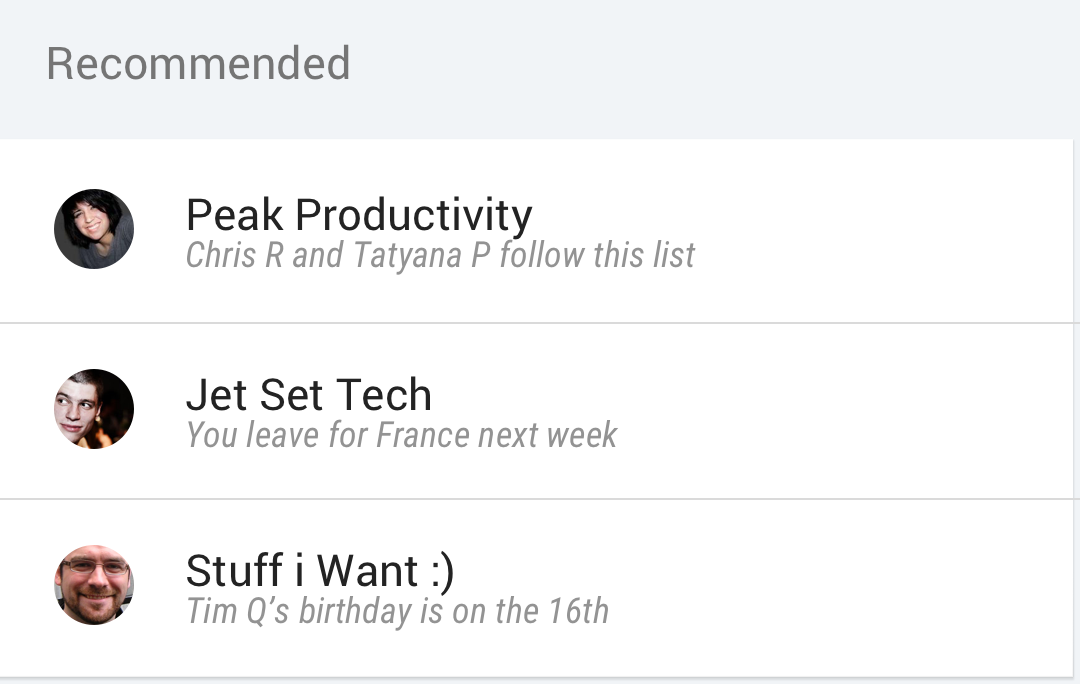 Recommended
Peak Productivity
Chris R and Tatyana P follow this list
Jet Set Tech
You leave for France next week
Stuff i Want :)
Tim Q’s birthday is on the 16th